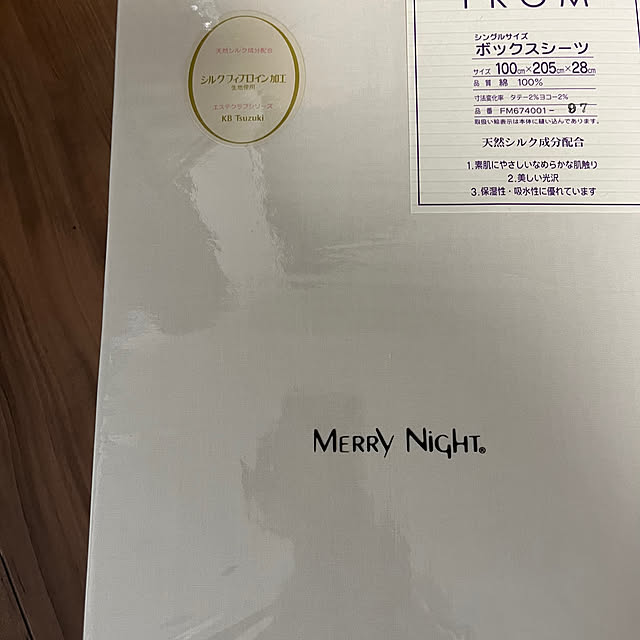 FROM
シングルサイズ
ボックスシーツ
サイズ 100cm×205cm×28cm
品質 綿 100%
寸法変化率 タテー2%ヨコー2%
品番 FM674001-97
取扱い絵表示は本体に縫い込んであります。
天然シルク成分配合
1.素肌にやさしいなめらかな肌触り
2.美しい光沢
3.保湿性・吸水性に優れています
天然シルク成分配合
シルクフィブロイン加工
生地使用
エステクラブシリーズ
KB Tsuzuki
MERRY NIGHT®